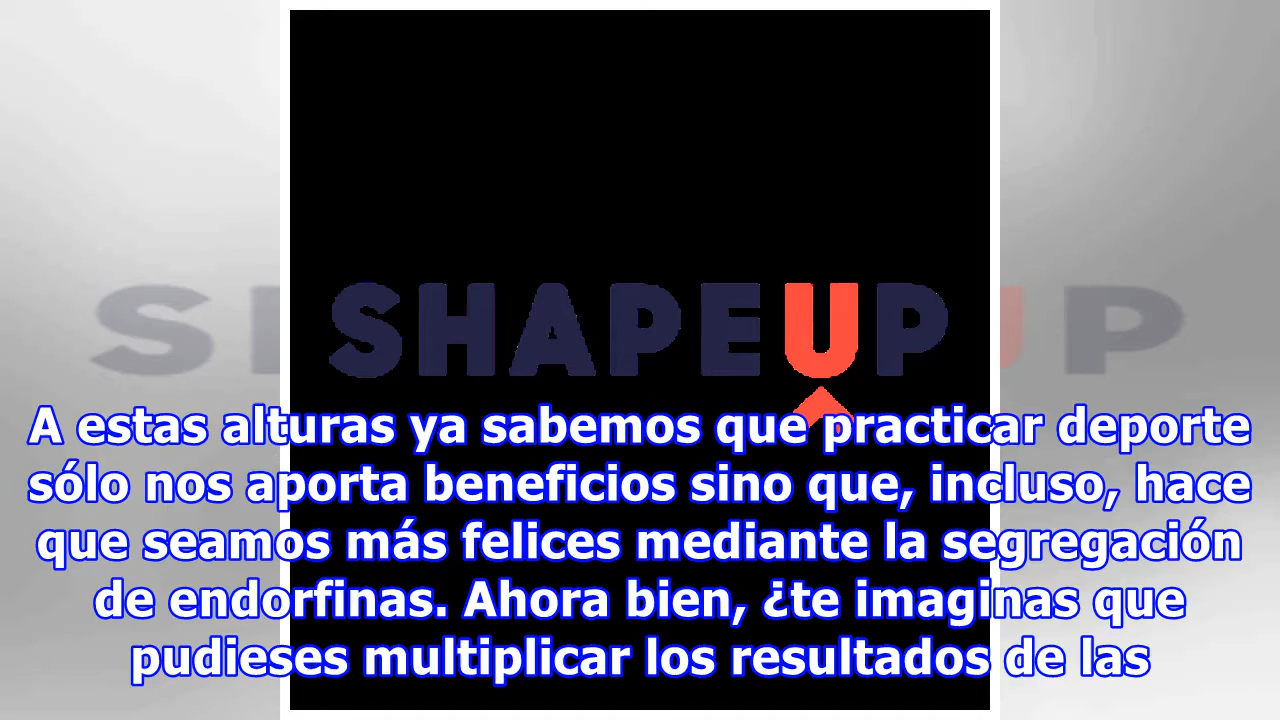 SHAPEUP
A estas alturas ya sabemos que practicar deporte
sólo nos aporta beneficios sino que, incluso, hace
que seamos más felices mediante la segregación
de endorfinas. Ahora bien, ¿te imaginas que
pudieses multiplicar los resultados de las